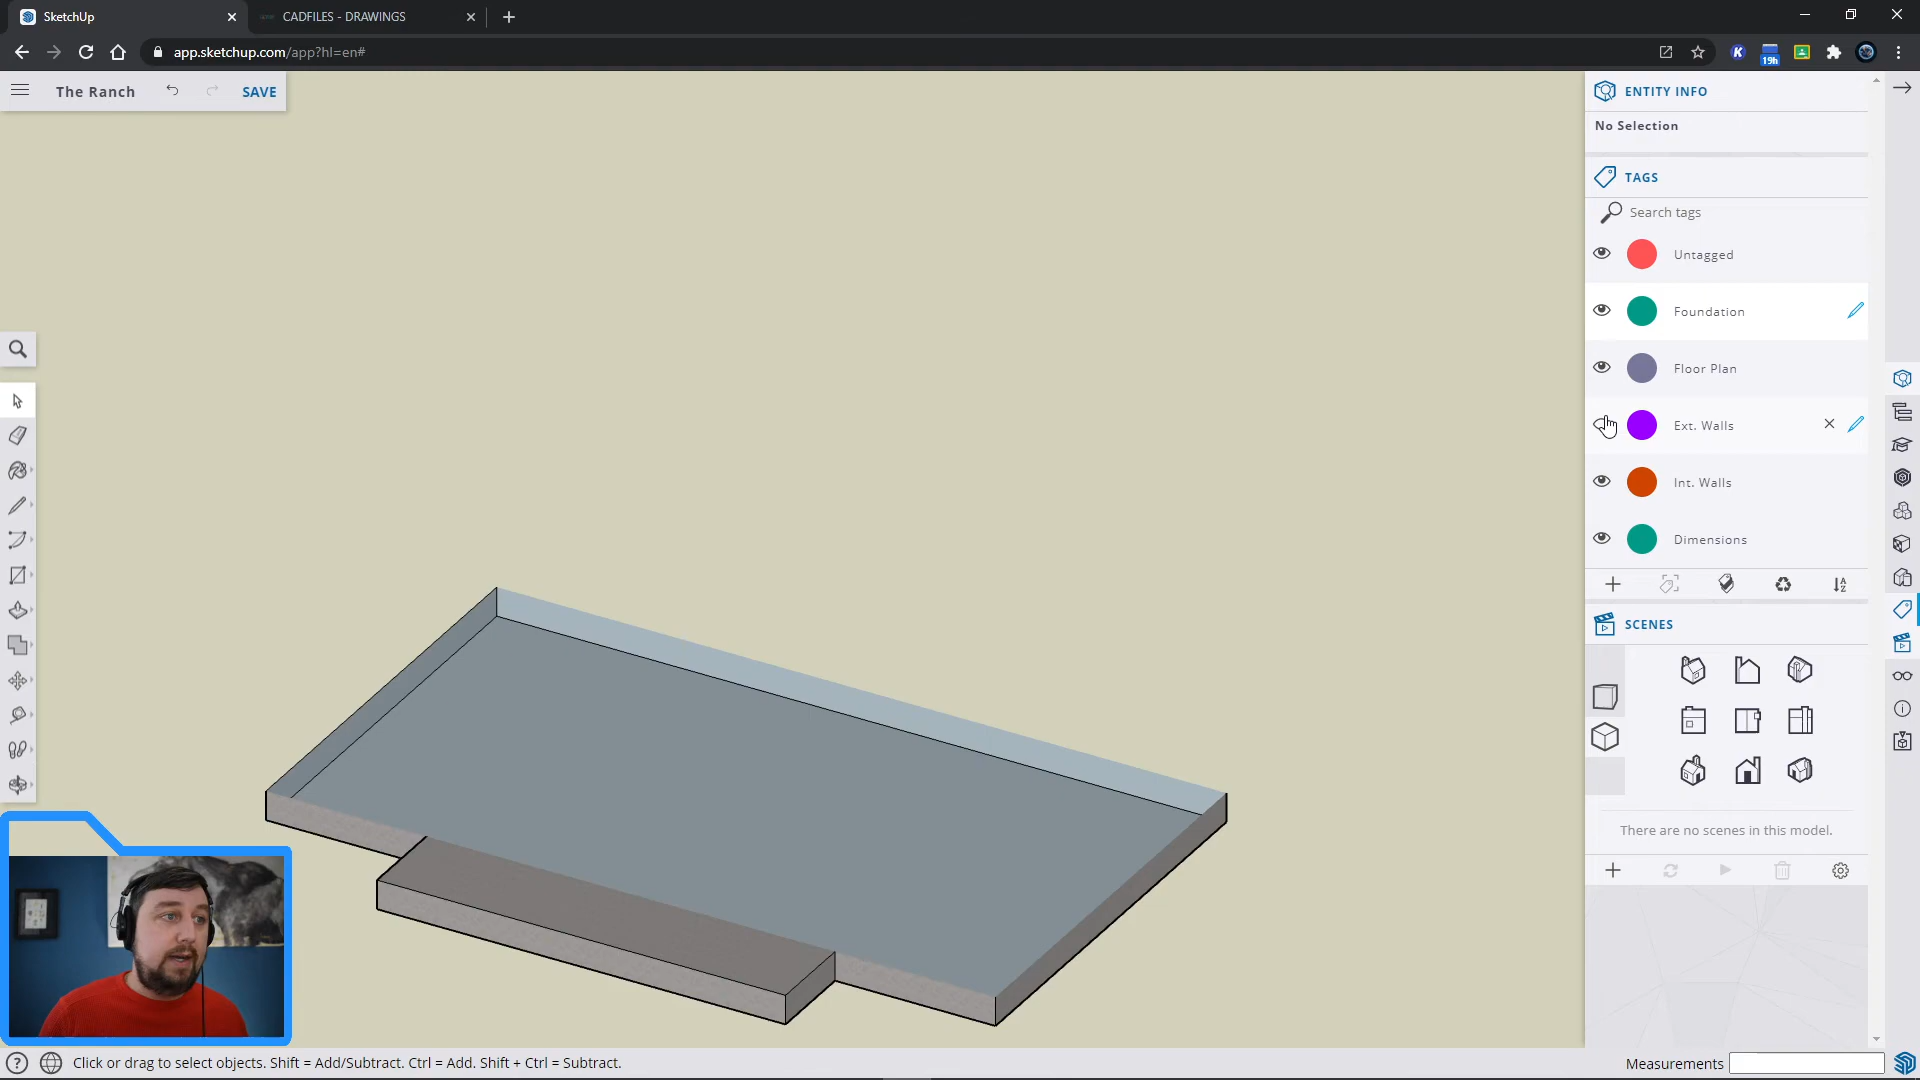 SketchUp
CADFILES - DRAWINGS
app.sketchup.com/app?hl=en#
19h
The Ranch
SAVE
ENTITY INFO
No Selection
TAGS
Search tags
Untagged
Foundation
Floor Plan
Ext. Walls
Int. Walls
Dimensions
SCENES
There are no scenes in this model.
Click or drag to select objects. Shift = Add/Subtract. Ctrl = Add. Shift + Ctrl = Subtract.
Measurements